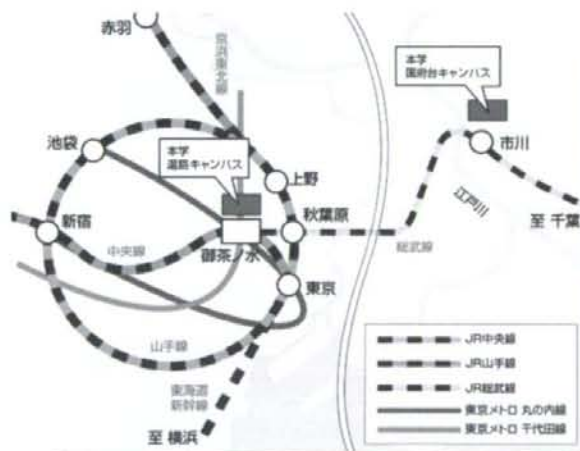 赤羽
京浜東北線
本学
国府台キャンパス
池袋
本学
湯島キャンパス
市川
上野
江戸川
至 千葉
新宿
秋葉原
中央線
御茶ノ水
総武線
東京
山手線
JR中央線
JR山手線
JR総武線
東京メトロ 丸の内線
東京メトロ 千代田線
東海道
新幹線
至 横浜